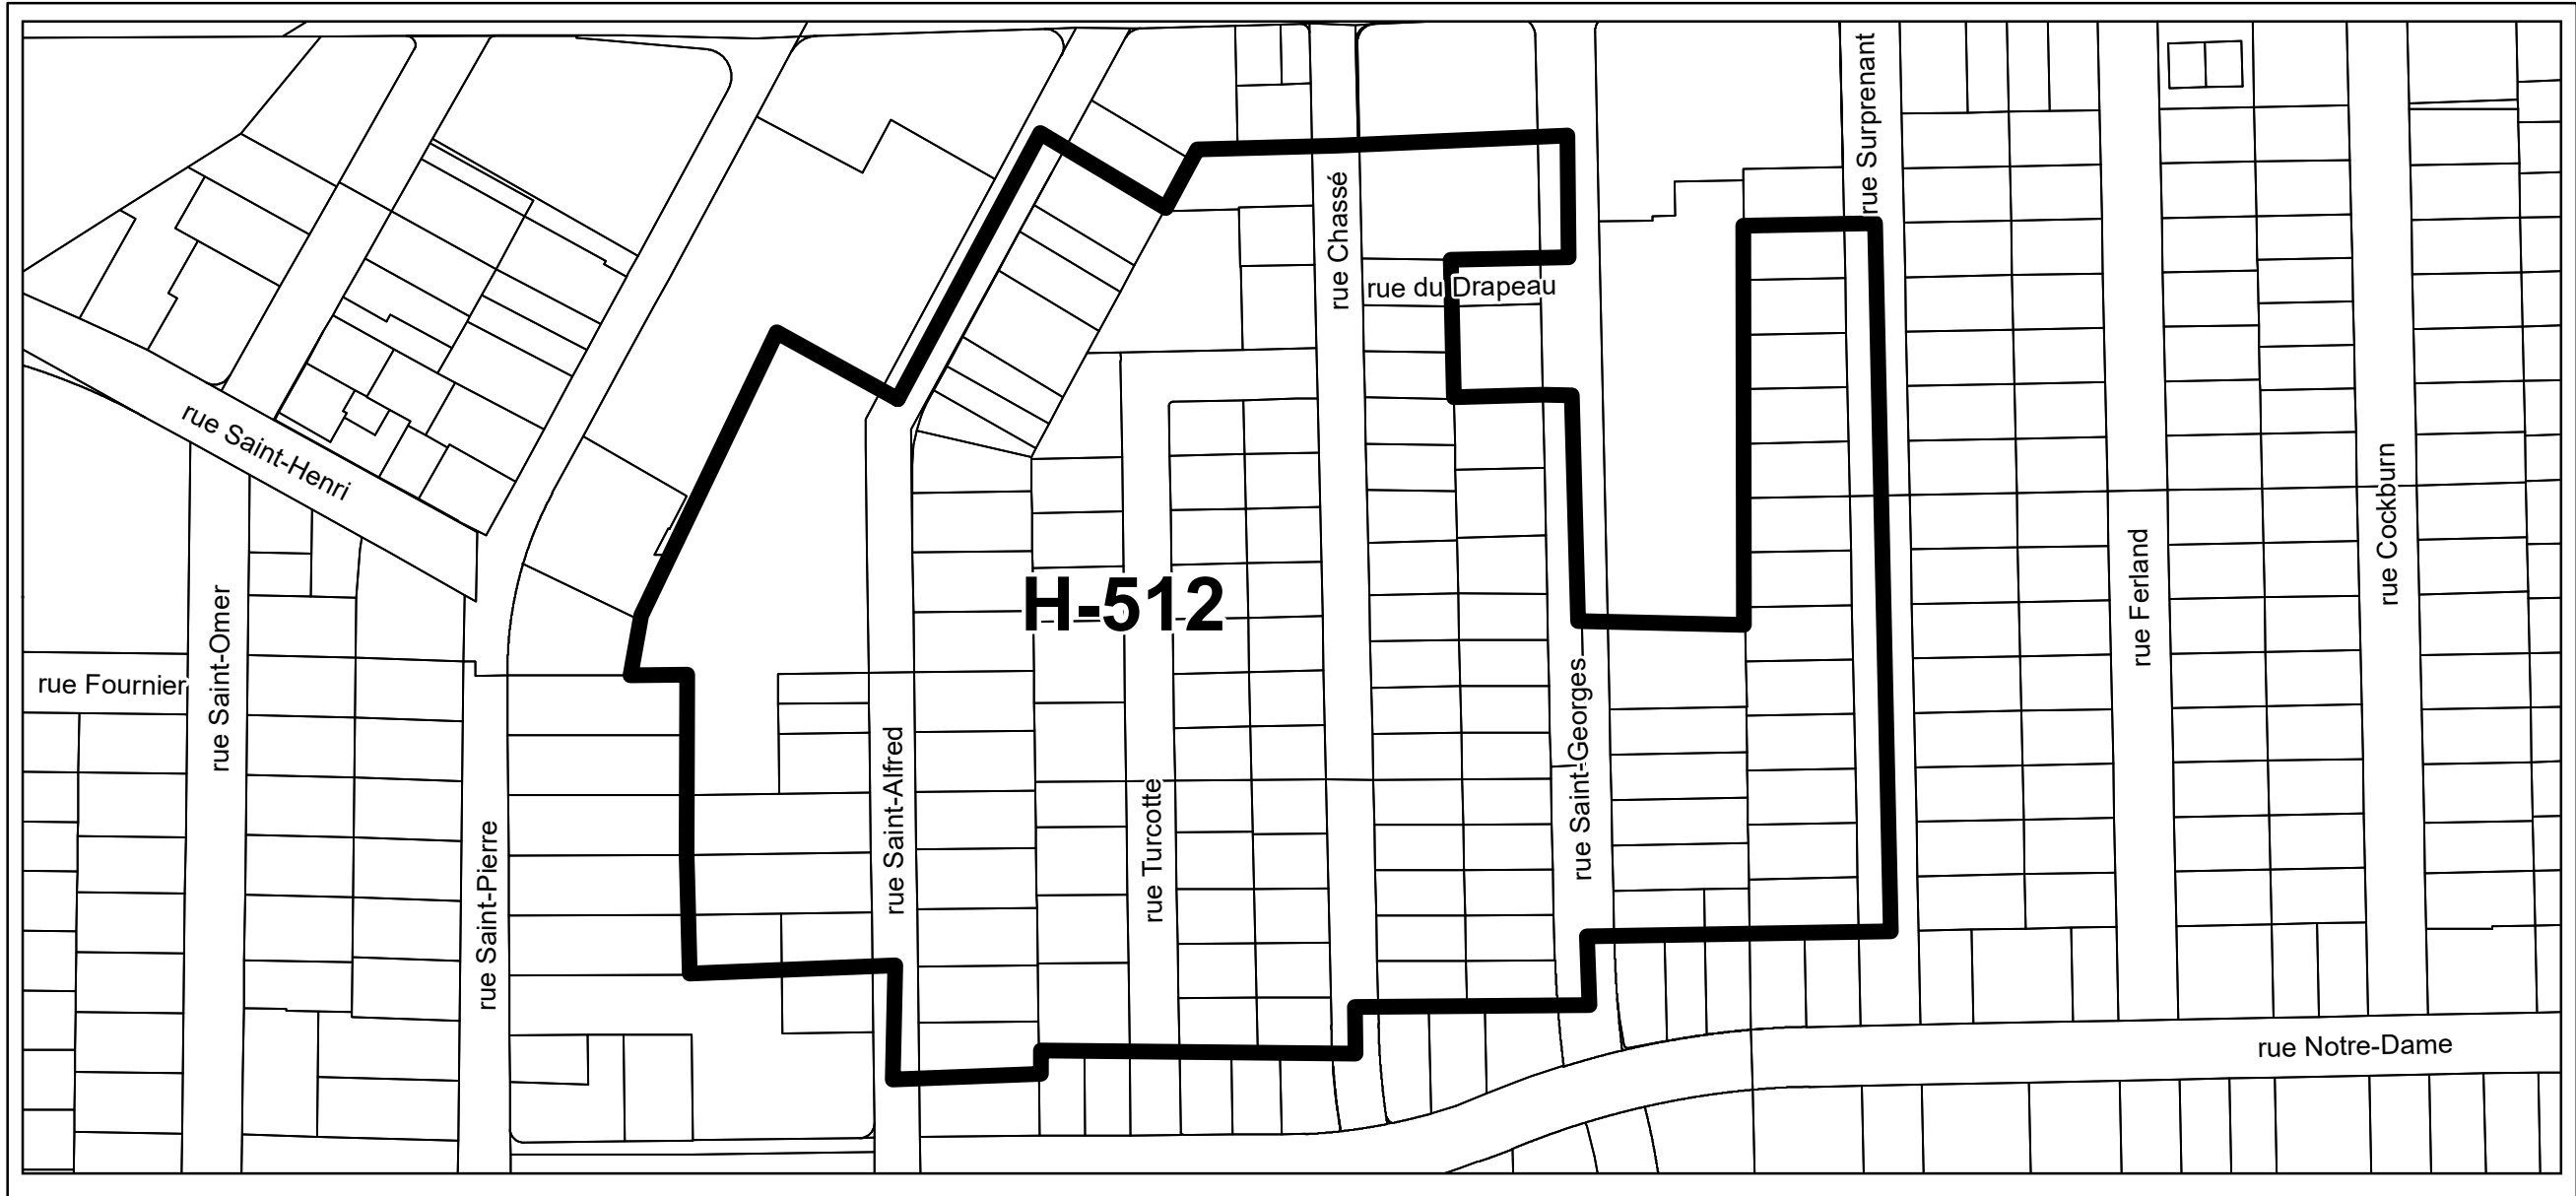 rue Surprenant
rue Chassé
rue du Drapeau
rue Saint-Henri
rue Cockburn
rue Ferland
H-512
rue Saint-Omer
rue Fournier
rue Saint-Georges
rue Saint-Alfred
rue Turcotte
rue Saint-Pierre
rue Notre-Dame